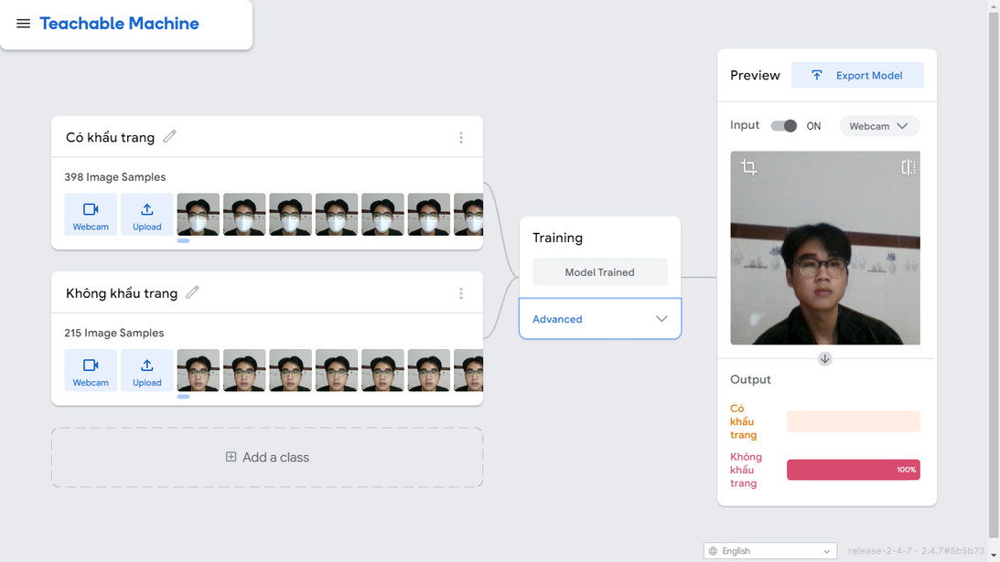 Teachable Machine
Có khẩu trang
398 Image Samples
Webcam
Upload
Không khẩu trang
215 Image Samples
Webcam
Upload
Add a class
Training
Model Trained
Advanced
Preview
Export Model
Input
ON
Webcam
Output
Có
khẩu
trang
Không
khẩu
trang
100%
English
release-2-4-7 - 2.4.7#5b5b73